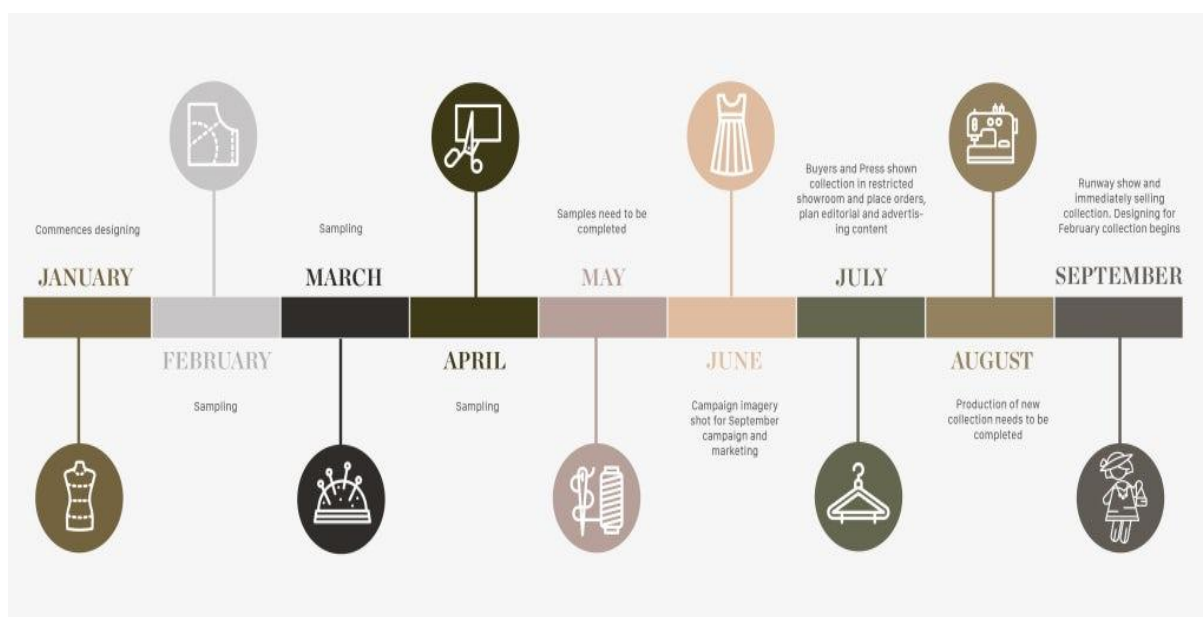 Commences designing
JANUARY
FEBRUARY
Sampling
Sampling
MARCH
APRIL
Sampling
Samples need to be
completed
MAY
JUNE
Campaign imagery
shot for September
campaign and
marketing
Buyers and Press shown
collection in restricted
showroom and place orders,
plan editorial and advertis-
ing content
JULY
AUGUST
Production of new
collection needs to be
completed
Runway show and
immediately selling
collection. Designing for
February collection begins
SEPTEMBER